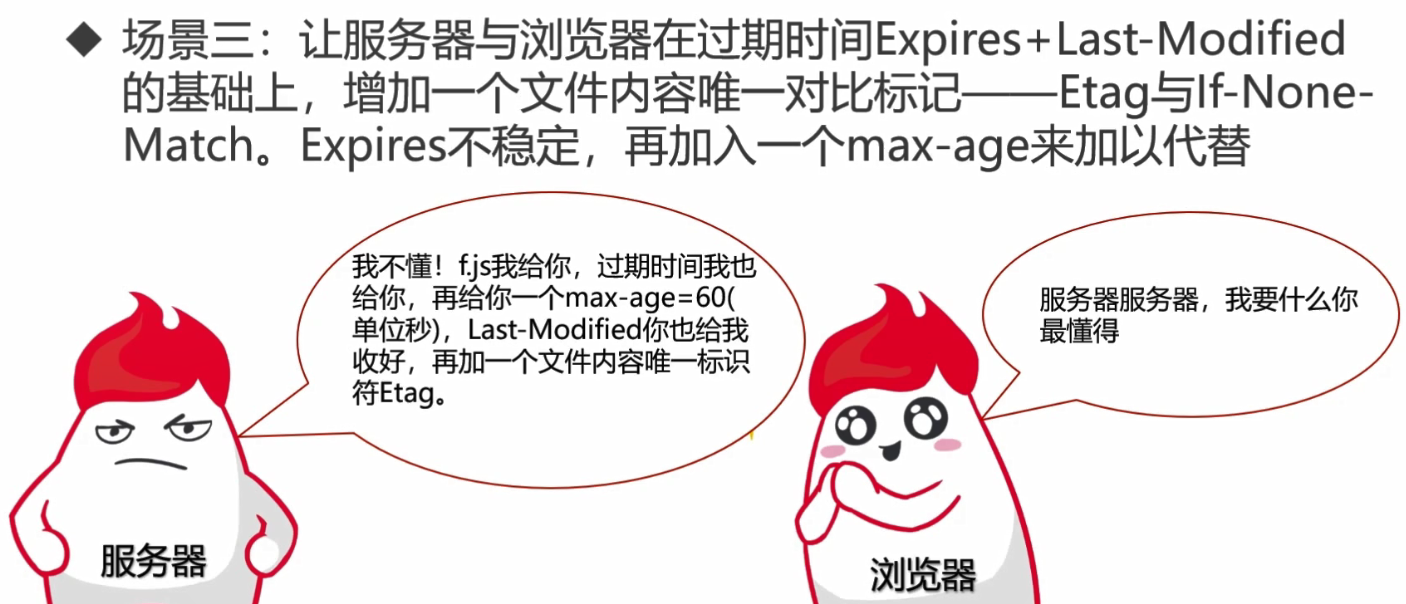 ◆ 场景三：让服务器与浏览器在过期时间Expires+Last-Modified
的基础上，增加一个文件内容唯一对比标记——Etag与If-None-
Match。Expires不稳定，再加入一个max-age来加以代替
我不懂！f.js我给你，过期时间我也
给你，再给你一个max-age=60(
单位秒)，Last-Modified你也给我
收好，再加一个文件内容唯一标识
符Etag。
服务器服务器，我要什么你
最懂得
服务器
浏览器